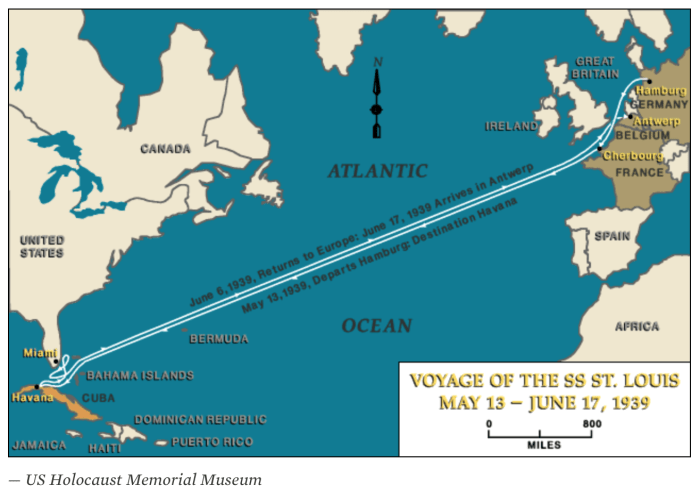 N
GREAT
BRITAIN
Hamburg
GERMANY
Antwerp
BELGIUM
IRELAND
Cherbourg
FRANCE
CANADA
ATLANTIC
June 6,1939, Returns to Europe; June 17, 1939 Arrives in Antwerp
May 13,1939, Departs Hamburg: Destination Havana
UNITED
STATES
SPAIN
OCEAN
AFRICA
BERMUDA
Miami
BAHAMA ISLANDS
Havana
CUBA
DOMINICAN REPUBLIC
JAMAICA
HAITI
PUERTO RICO
VOYAGE OF THE SS ST. LOUIS
MAY 13 – JUNE 17, 1939
0 800
MILES
— US Holocaust Memorial Museum